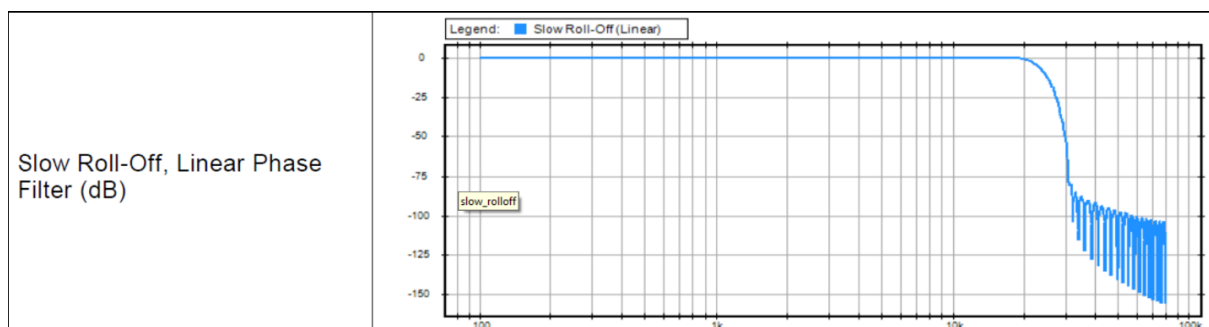 Legend: Slow Roll-Off (Linear)
Slow Roll-Off, Linear Phase
Filter (dB)
0
-25
-50
-75
slow_rolloff
-100
-125
-150
100 1k 10k 100k